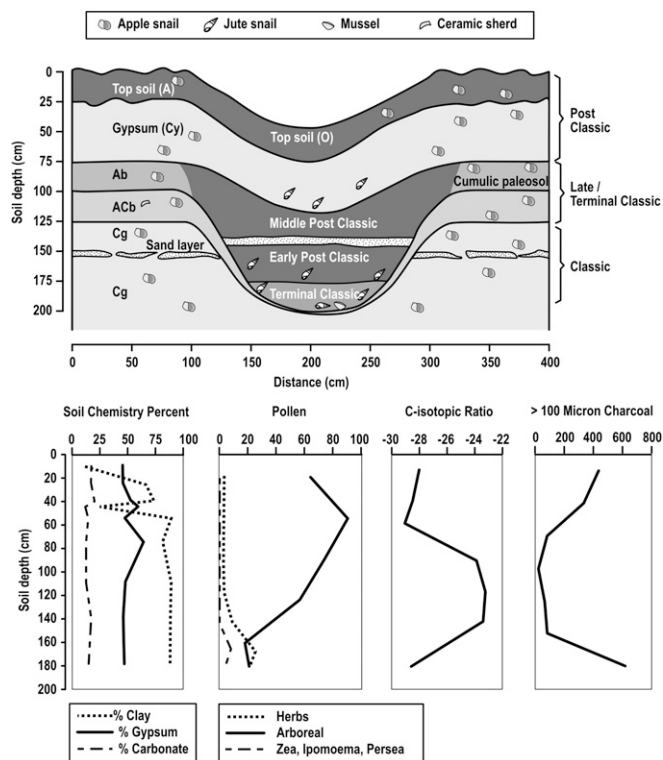 Apple snail Jute snail Mussel Ceramic sherd
Soil depth (cm)
0
25
50
75
100
125
150
175
200
Top soil (A)
Top soil (O)
Gypsum (Cy)
Ab
Cumulic paleosol
ACb
Middle Post Classic
Cg
Sand layer
Early Post Classic
Cg
Terminal Classic
Post
Classic
Late /
Terminal Classic
Classic
0 50 100 150 200 250 300 350 400
Distance (cm)
Soil Chemistry Percent Pollen C-isotopic Ratio > 100 Micron Charcoal
0 25 50 75 100 0 20 40 60 80 100 -30 -28 -26 -24 -22 0 200 400 600 800
Soil depth (cm)
0
20
40
60
80
100
120
140
160
180
200
% Clay
% Gypsum
% Carbonate
Herbs
Arboreal
Zea, Ipomoema, Persea